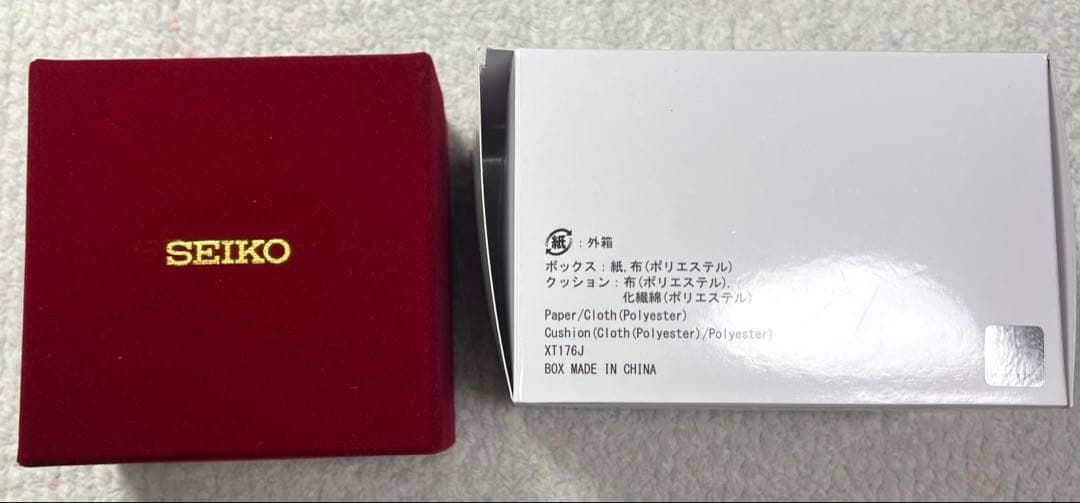 SEIKO
紙：外箱
ボックス：紙,布(ポリエステル)
クッション：布(ポリエステル),
化繊綿(ポリエステル)
Paper/Cloth(Polyester)
Cushion(Cloth(Polyester)/Polyester)
XT176J
BOX MADE IN CHINA